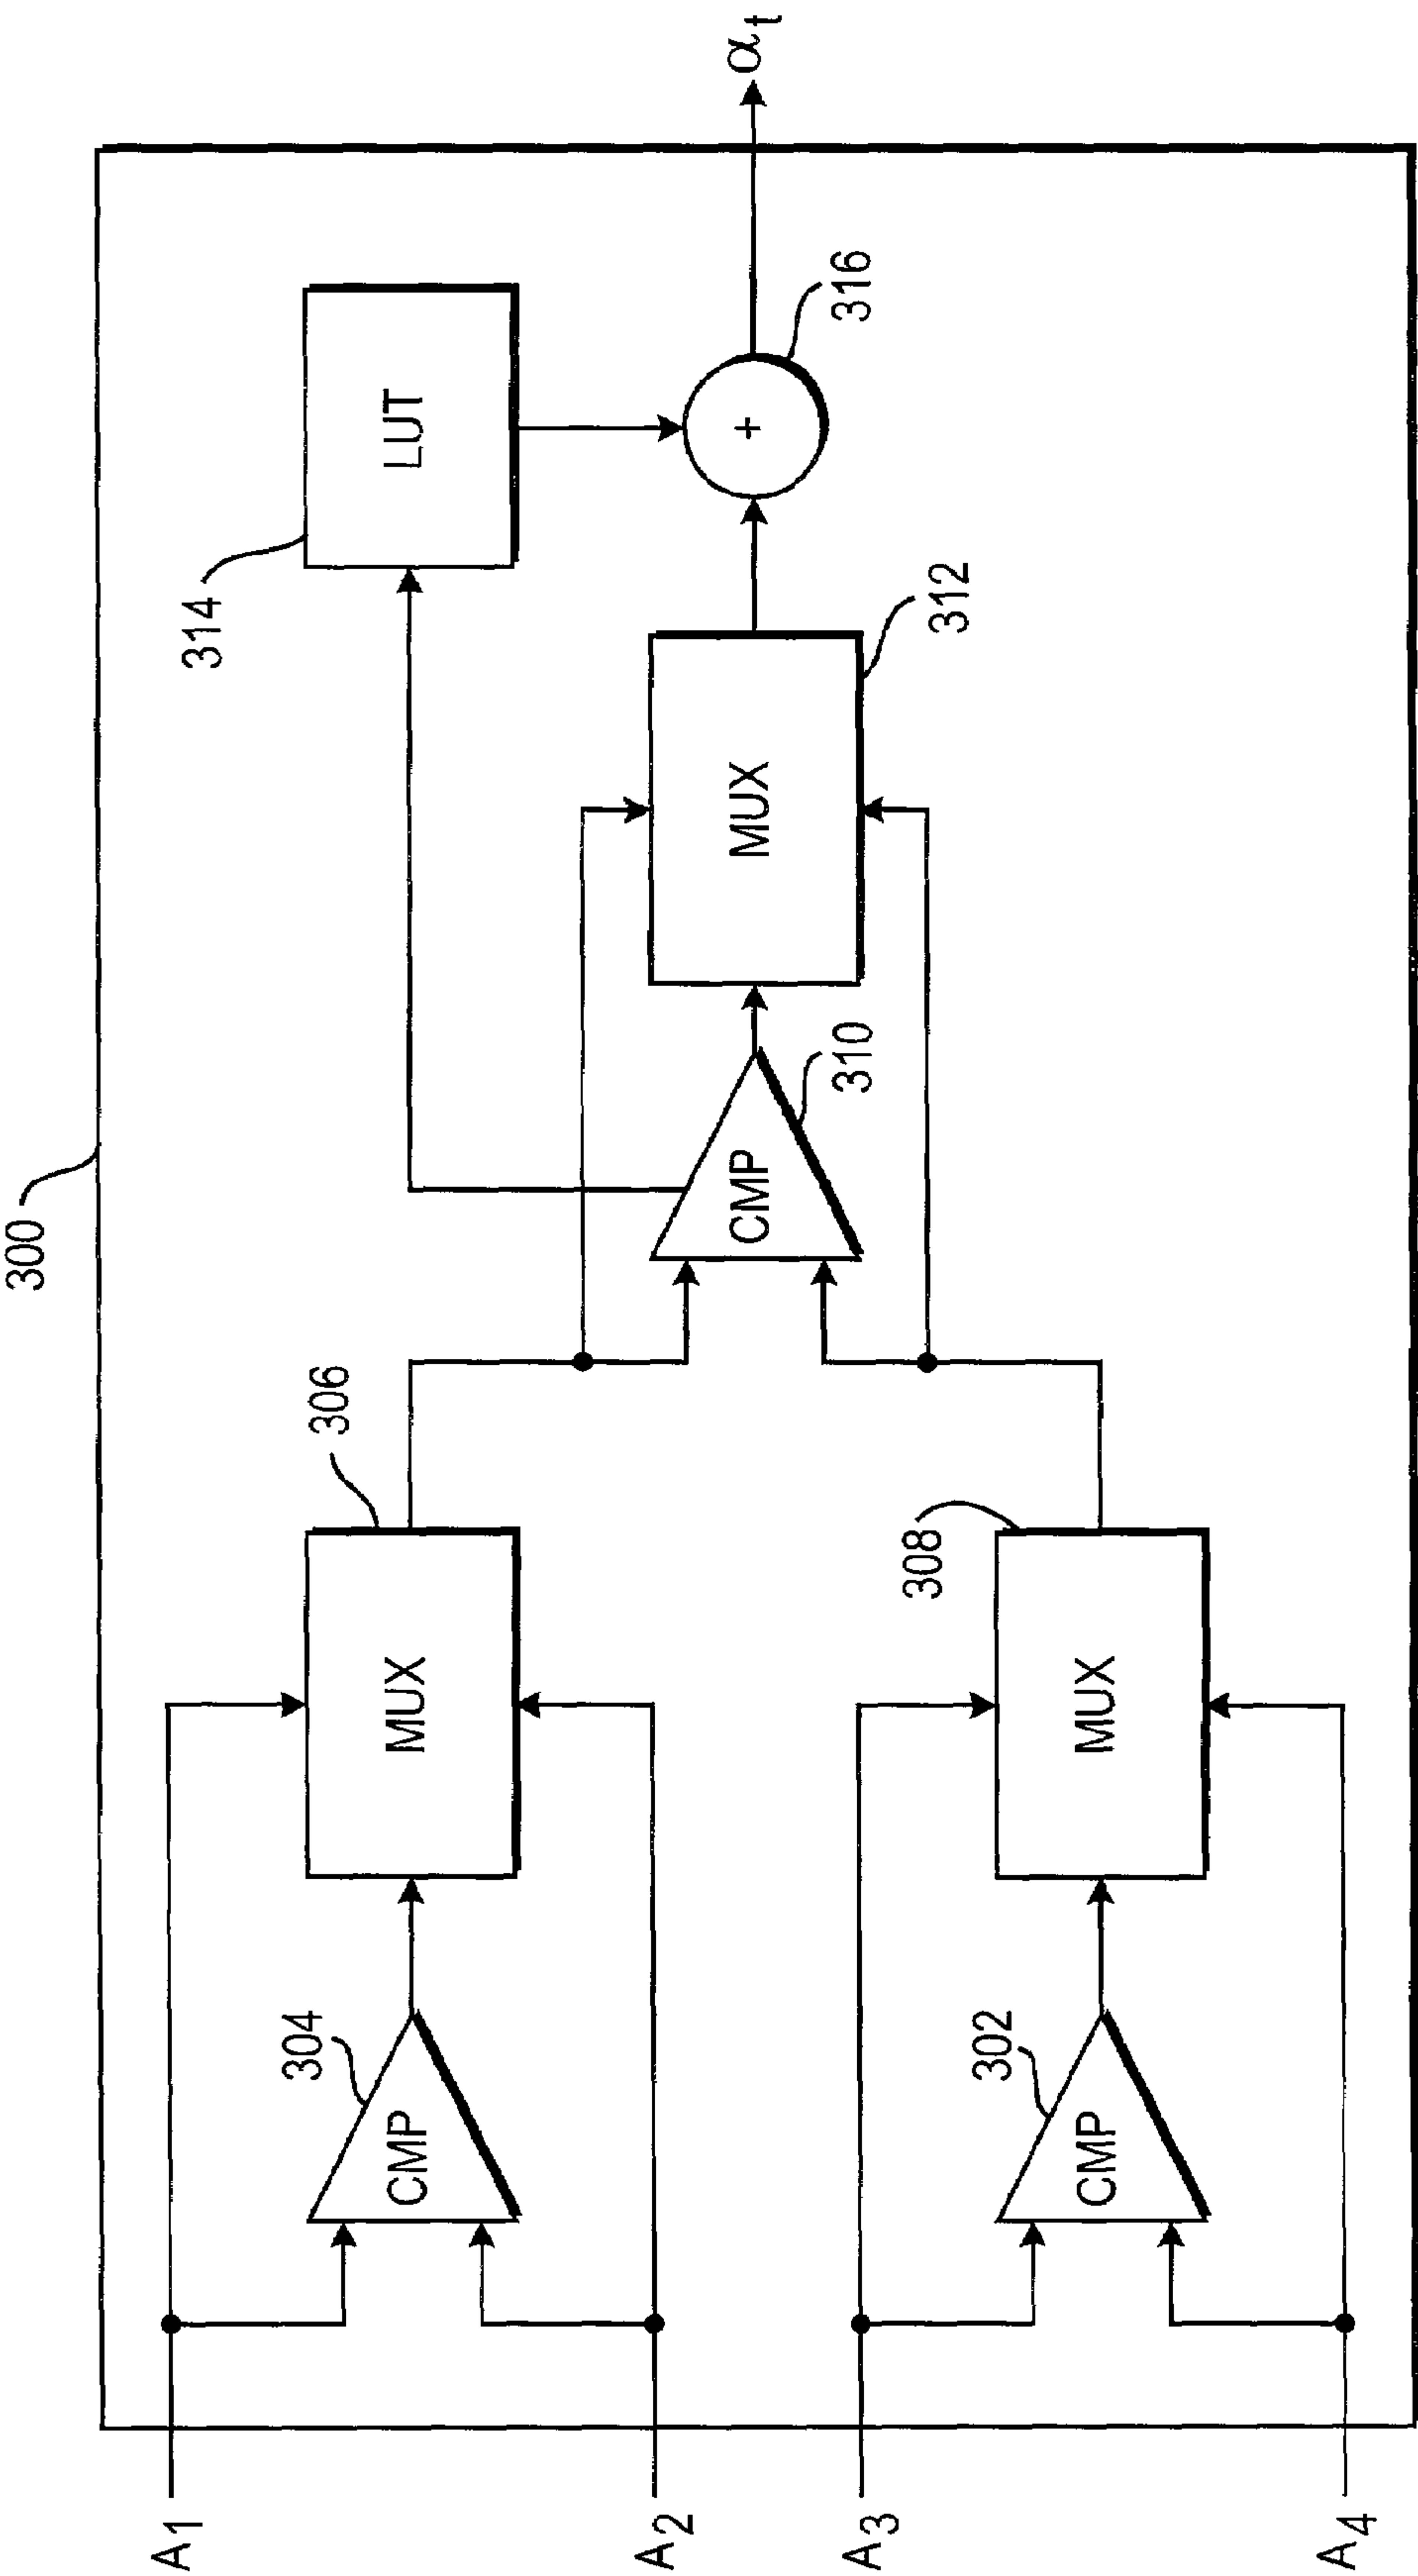 300
A1
A2
A3
A4
304
CMP
MUX
306
302
CMP
MUX
308
CMP
310
MUX
312
314
LUT
+
316
αt